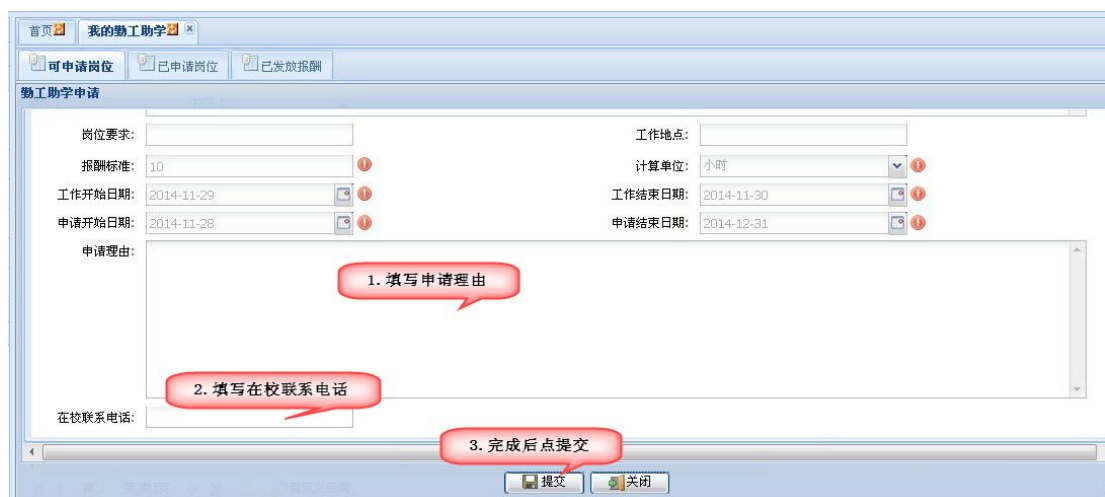 首页 我的勤工助学
可申请岗位 已申请岗位 已发放报酬
勤工助学申请
岗位要求: 工作地点:
报酬标准: 10 计算单位: 小时
工作开始日期: 2014-11-29 工作结束日期: 2014-11-30
申请开始日期: 2014-11-28 申请结束日期: 2014-12-31
申请理由:
1. 填写申请理由
2. 填写在校联系电话
在校联系电话:
3. 完成后点提交
提交 关闭